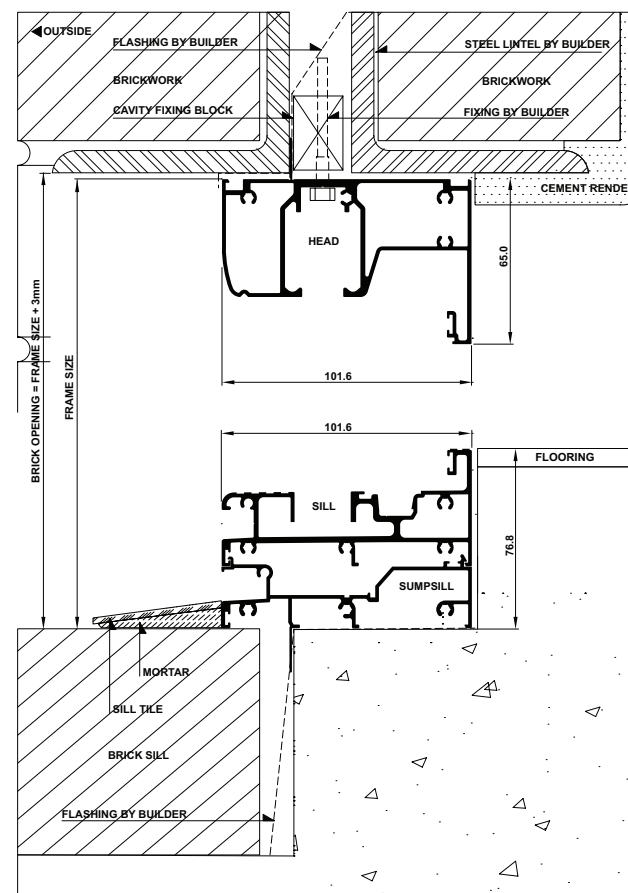 OUTSIDE
FLASHING BY BUILDER
STEEL LINTEL BY BUILDER
BRICKWORK
BRICKWORK
CAVITY FIXING BLOCK
FIXING BY BUILDER
CEMENT RENDE
HEAD
65.0
BRICK OPENING = FRAME SIZE + 3mm
FRAME SIZE
101.6
101.6
FLOORING
SILL
76.8
SUMPSILL
MORTAR
SILL TILE
BRICK SILL
FLASHING BY BUILDER